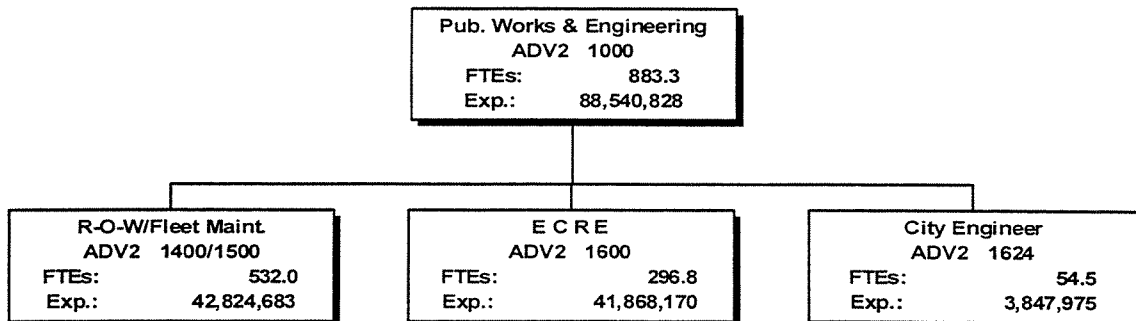 Pub. Works & Engineering
ADV2 1000
FTEs: 883.3
Exp.: 88,540,828
R-O-W/Fleet Maint.
ADV2 1400/1500
FTEs: 532.0
Exp.: 42,824,683
E C R E
ADV2 1600
FTEs: 296.8
Exp.: 41,868,170
City Engineer
ADV2 1624
FTEs: 54.5
Exp.: 3,847,975